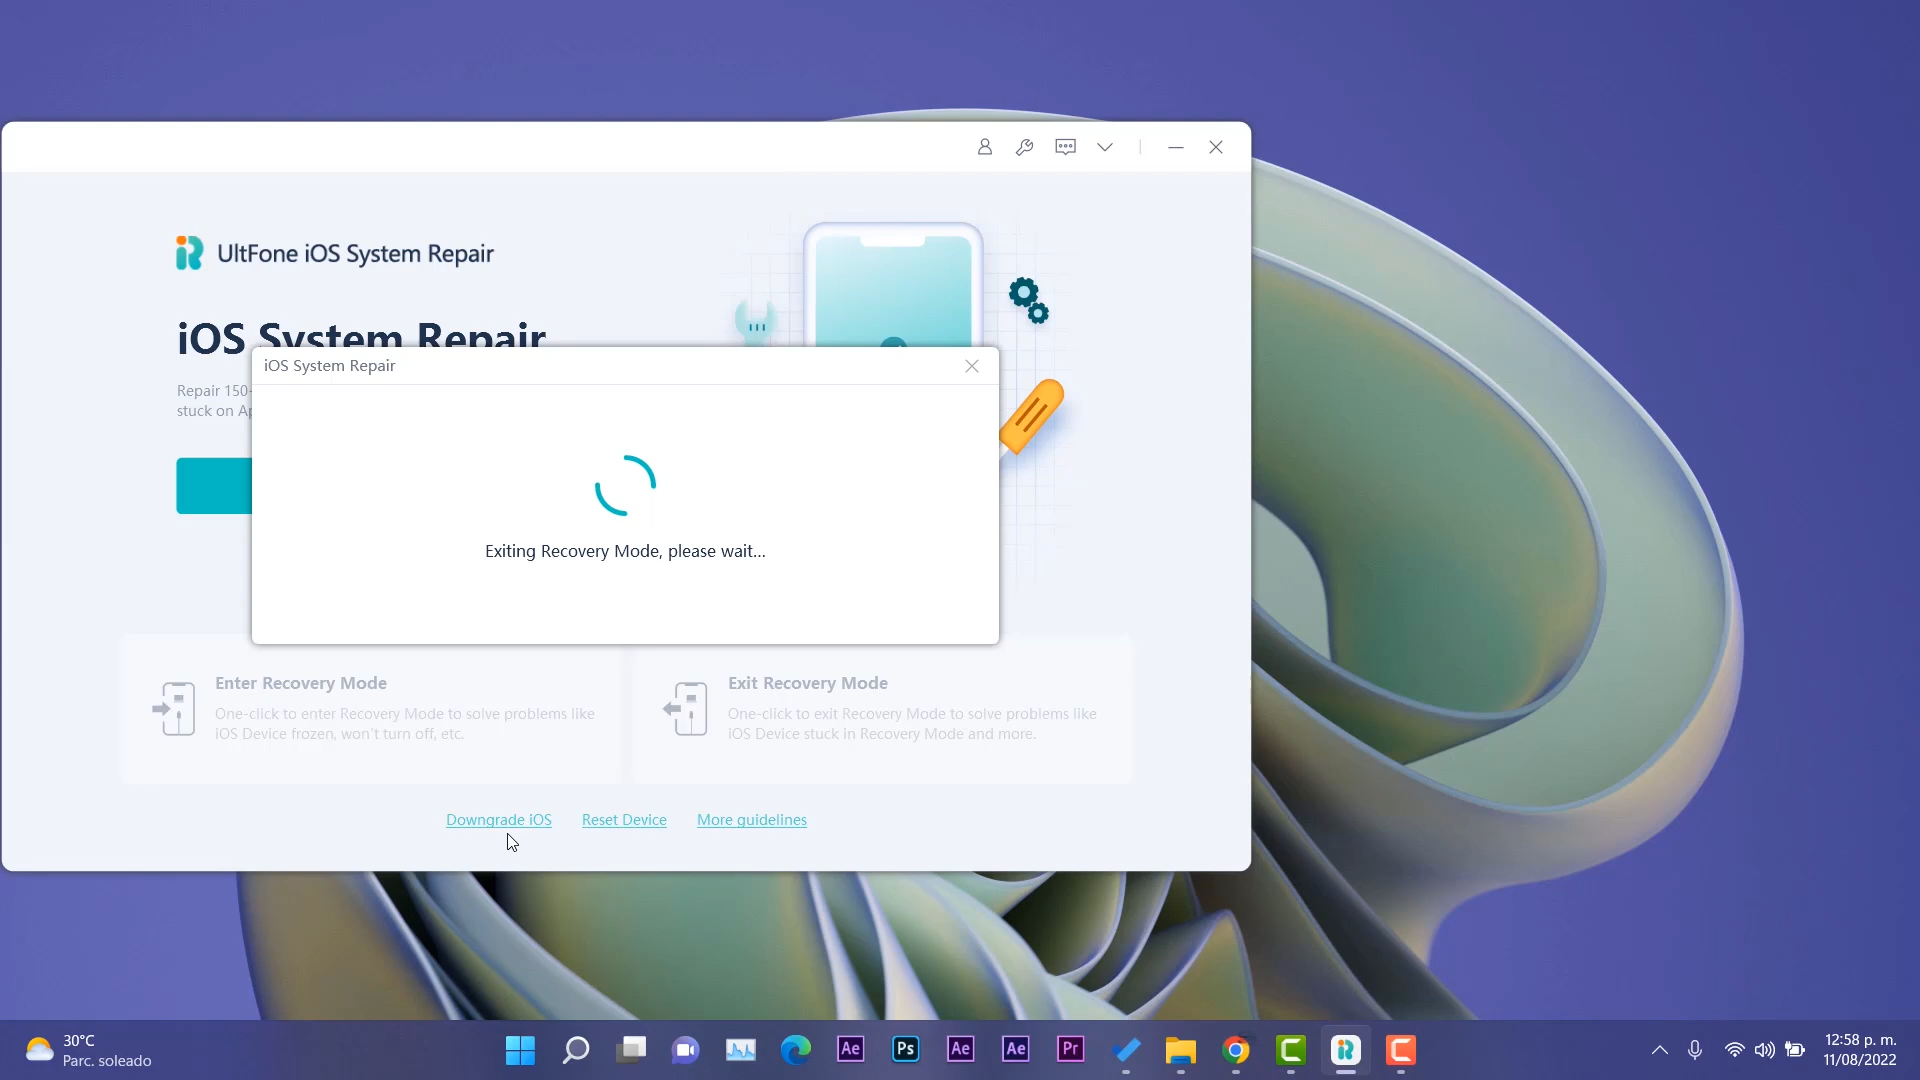 UltFone iOS System Repair
iOS System Repair
Repair 150
stuck on Ap
iOS System Repair
Exiting Recovery Mode, please wait...
Enter Recovery Mode
One-click to enter Recovery Mode to solve problems like
iOS Device frozen, won't turn off, etc.
Exit Recovery Mode
One-click to exit Recovery Mode to solve problems like
iOS Device stuck in Recovery Mode and more.
Downgrade iOS
Reset Device
More guidelines
30°C
Parc. soleado
Ae
Ps
Ae
Ae
Pr
12:58 p. m.
11/08/2022